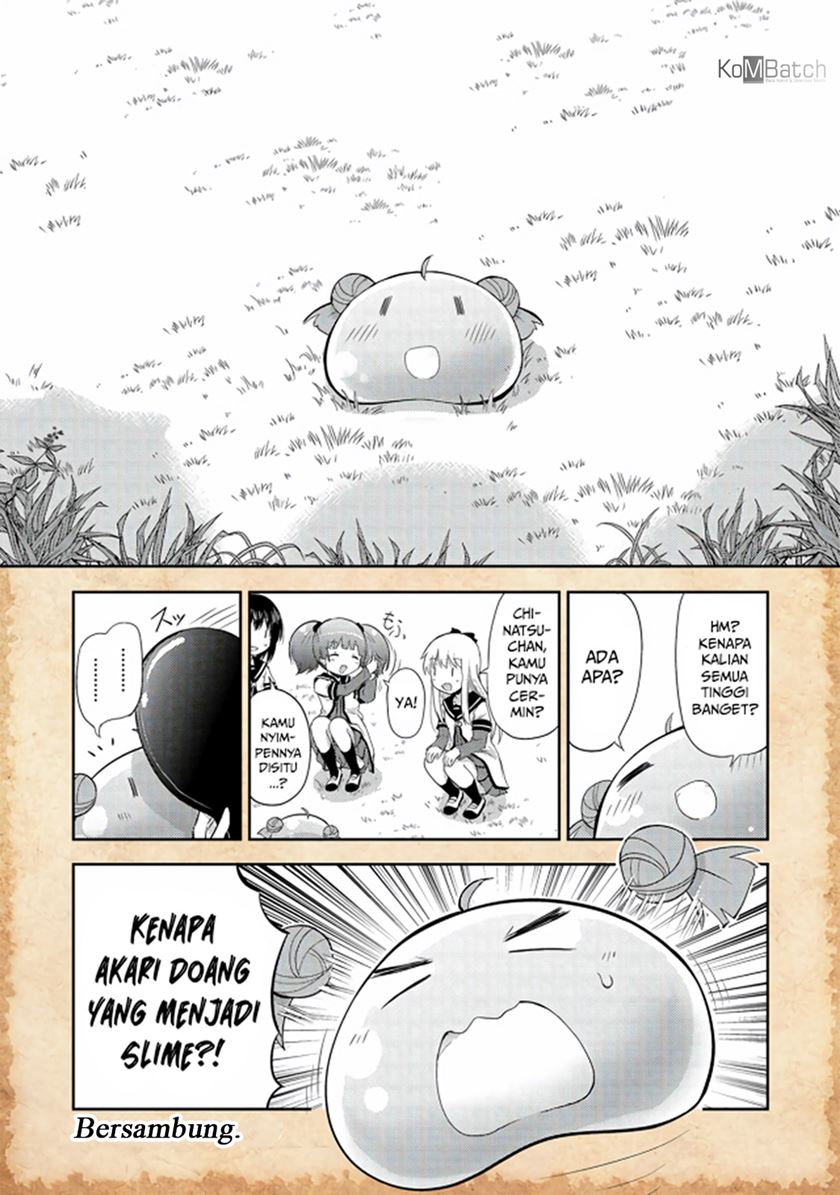 KoMBatch
HM?
KENAPA
KALIAN
SEMUA
TINGGI
BANGET?
ADA
APA?
CHI-
NATSU-
CHAN,
KAMU
PUNYA
CER-
MIN?
もふ
YA!
KAMU
NYIM-
PENNYA
DISITU
...?
スッ
.........
KENAPA
AKARI DOANG
YANG MENJADI
SLIME?!
Bersambung.